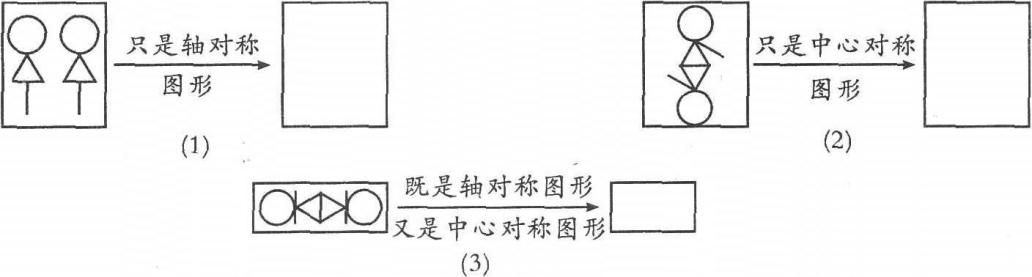 只是轴对称
图形
(1)
只是中心对称
图形
(2)
既是轴对称图形
又是中心对称图形
(3)